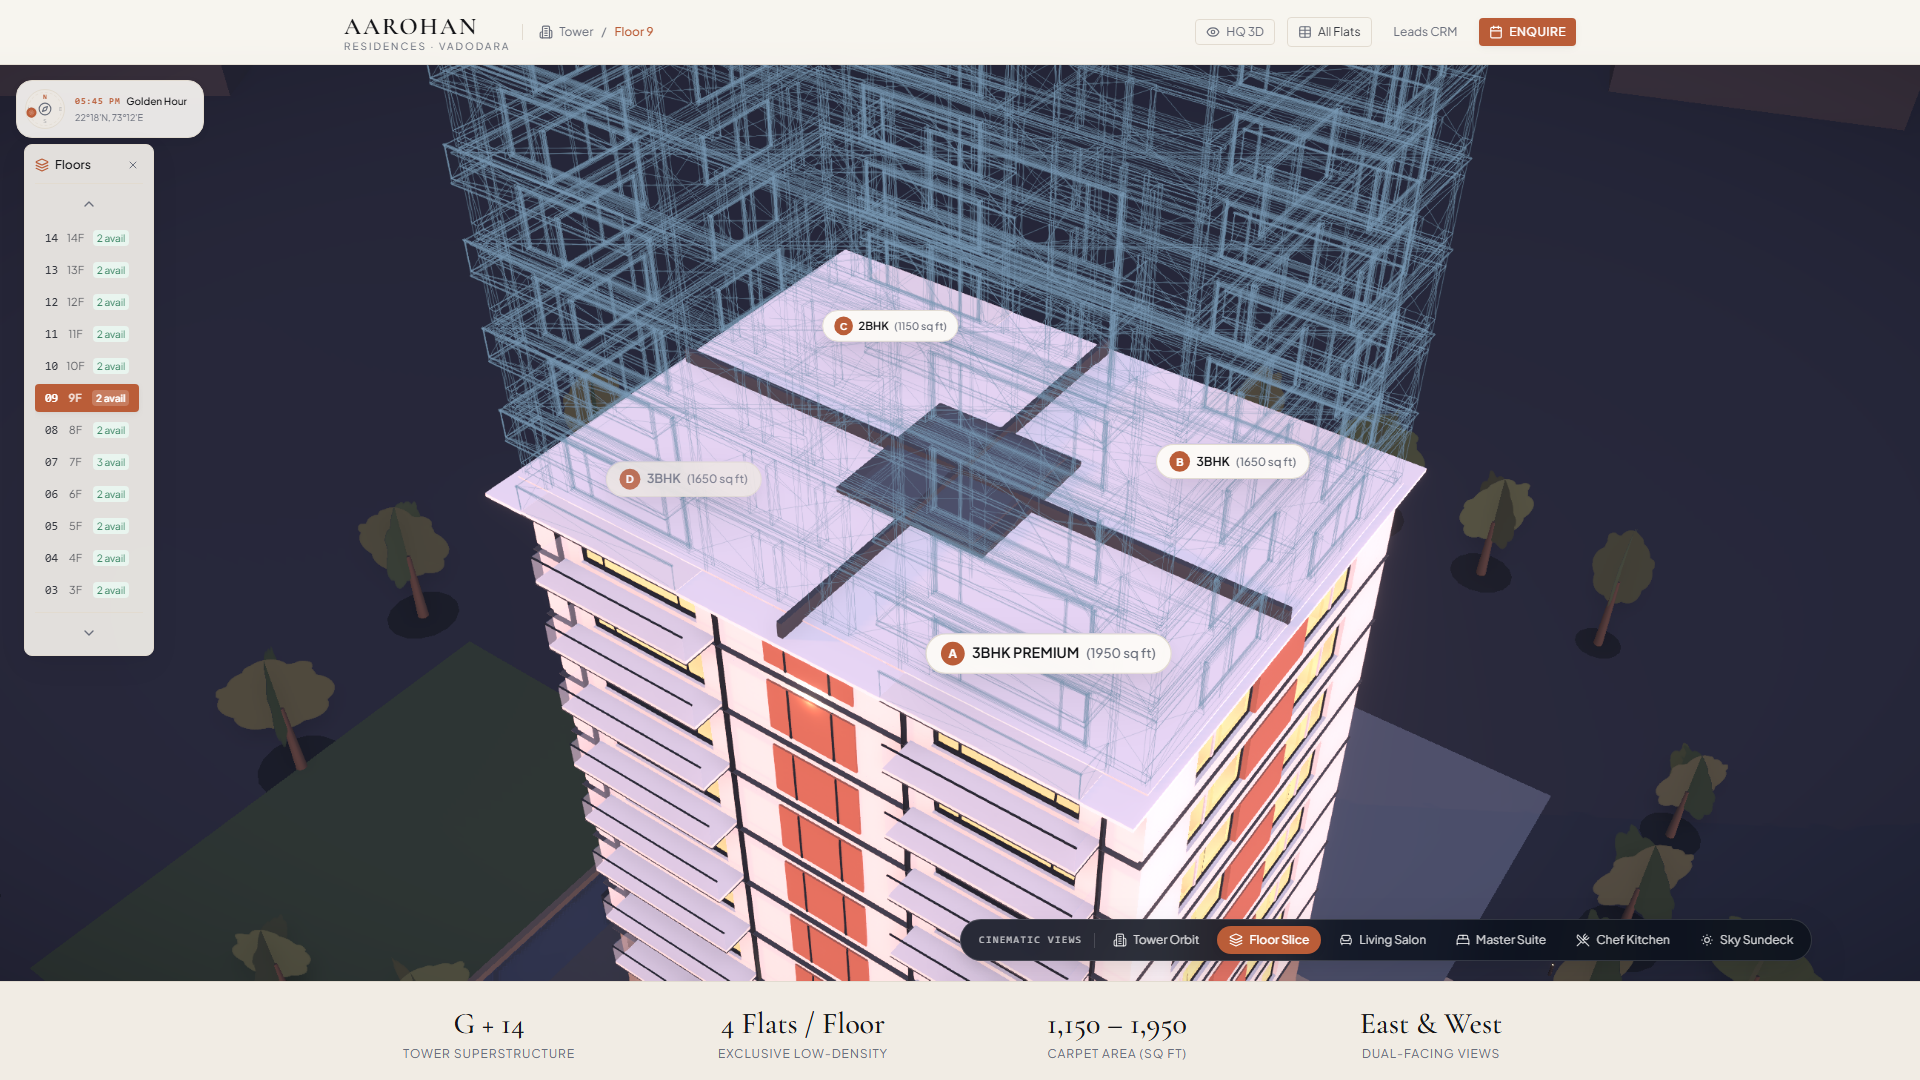 AAROHAN
RESIDENCES · VADODARA
Tower / Floor 9
HQ 3D
All Flats
Leads CRM
ENQUIRE
N
05:45 PM Golden Hour
22°18'N, 73°12'E
Floors
14 14F 2 avail
13 13F 2 avail
12 12F 2 avail
11 11F 2 avail
10 10F 2 avail
09 9F 2 avail
08 8F 2 avail
07 7F 3 avail
06 6F 2 avail
05 5F 2 avail
04 4F 2 avail
03 3F 2 avail
C 2BHK (1150 sq ft)
B 3BHK (1650 sq ft)
D 3BHK (1650 sq ft)
A 3BHK PREMIUM (1950 sq ft)
CINEMATIC VIEWS
Tower Orbit
Floor Slice
Living Salon
Master Suite
Chef Kitchen
Sky Sundeck
G + 14
TOWER SUPERSTRUCTURE
4 Flats / Floor
EXCLUSIVE LOW-DENSITY
1,150 – 1,950
CARPET AREA (SQ FT)
East & West
DUAL-FACING VIEWS